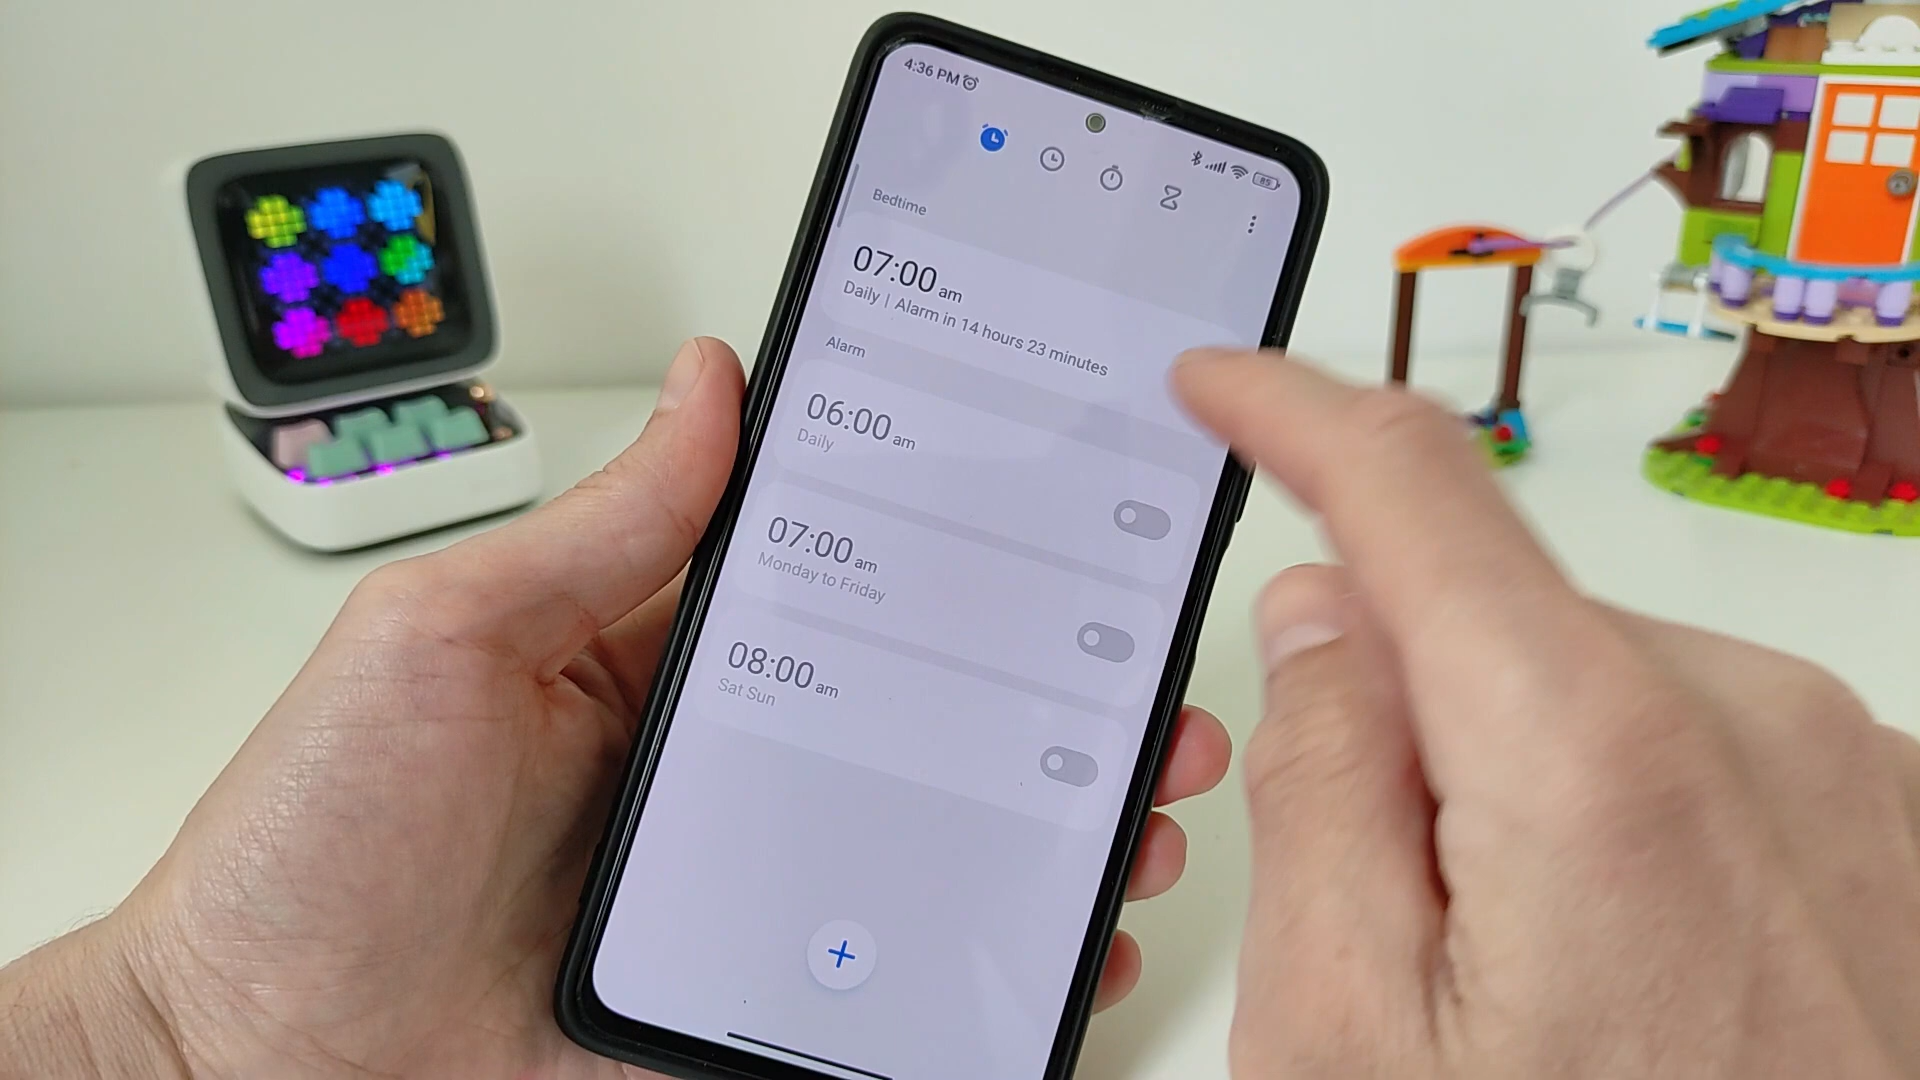 4:36 PM
85
Bedtime
07:00 am
Daily | Alarm in 14 hours 23 minutes
Alarm
06:00 am
Daily
07:00 am
Monday to Friday
08:00 am
Sat Sun